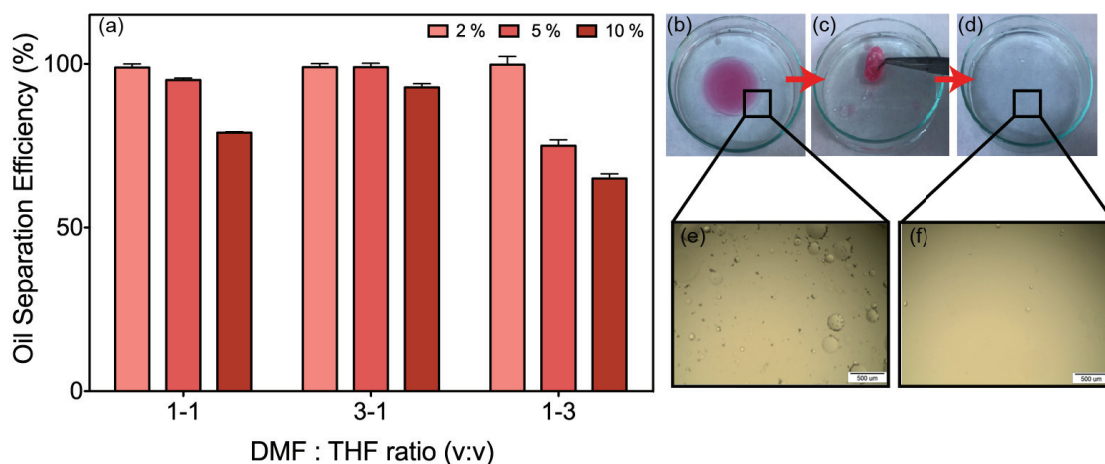 (a)
2 %
5 %
10 %
Oil Separation Efficiency (%)
100
50
0
1-1
3-1
1-3
DMF : THF ratio (v:v)
(b)
(c)
(d)
(e)
500 um
(f)
500 um